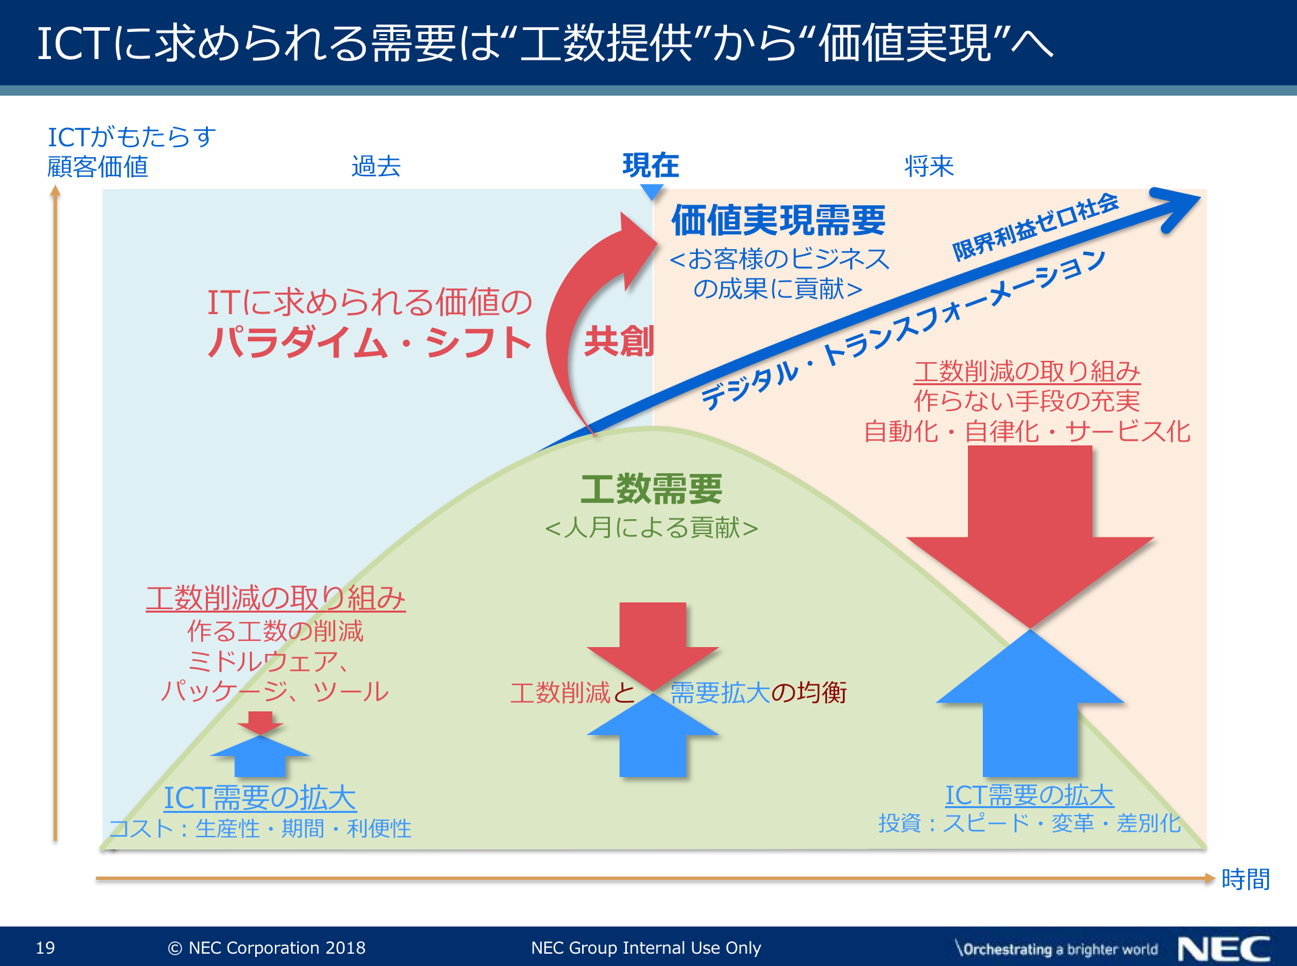 ICTに求められる需要は“工数提供”から“価値実現”へ
ICTがもたらす
顧客価値
過去
現在
将来
価値実現需要
<お客様のビジネス
の成果に貢献>
限界利益ゼロ社会
デジタル・トランスフォーメーション
ITに求められる価値の
パラダイム・シフト
共創
工数削減の取り組み
作らない手段の充実
自動化・自律化・サービス化
工数需要
<人月による貢献>
工数削減の取り組み
作る工数の削減
ミドルウェア、
パッケージ、ツール
工数削減と 需要拡大の均衡
ICT需要の拡大
コスト：生産性・期間・利便性
ICT需要の拡大
投資：スピード・変革・差別化
時間
19
© NEC Corporation 2018
NEC Group Internal Use Only
\Orchestrating a brighter world
NEC